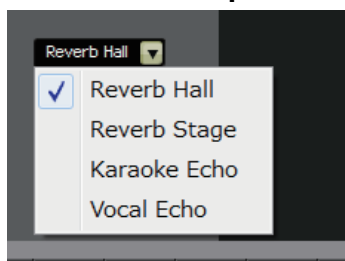 Reverb Hall
Reverb Hall
Reverb Stage
Karaoke Echo
Vocal Echo